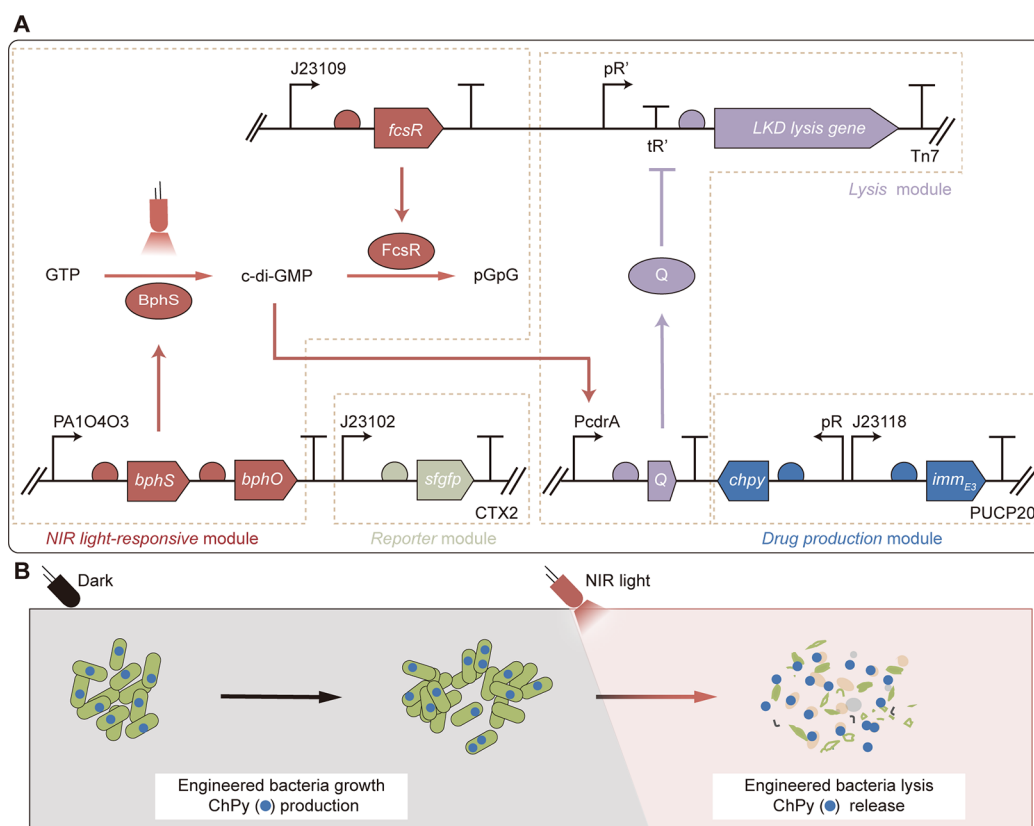 A
J23109
fcsR
pR’
tR’
LKD lysis gene
Tn7
Lysis module
GTP
BphS
c-di-GMP
FcsR
pGpG
Q
PA1O4O3
bphS
bphO
J23102
sfgfp
CTX2
PcdrA
Q
chpy
pR
J23118
immE3
PUCP20
NIR light-responsive module
Reporter module
Drug production module
B
Dark
NIR light
Engineered bacteria growth
ChPy ( ) production
Engineered bacteria lysis
ChPy ( ) release